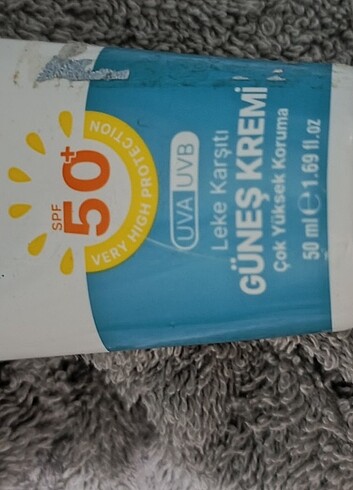 SPF
50+
VERY HIGH PROTECTION
UVA UVB
Leke Karşıtı
GÜNEŞ KREMİ
Çok Yüksek Koruma
50 ml e 1.69 fl.oz